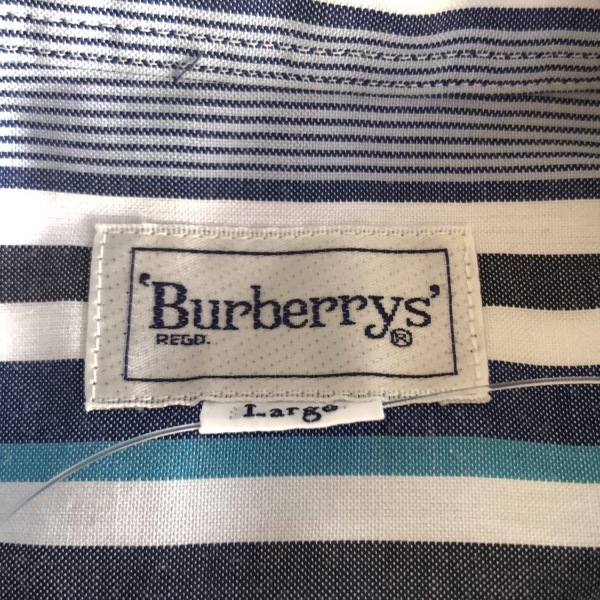 'Burberrys'
REGD. ®
Large